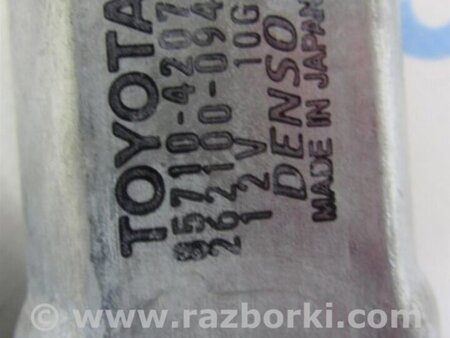 TOYOTA
85710-4207
262100-094
12V 10G
DENSO
MADE IN JAPAN
www.razborki.com